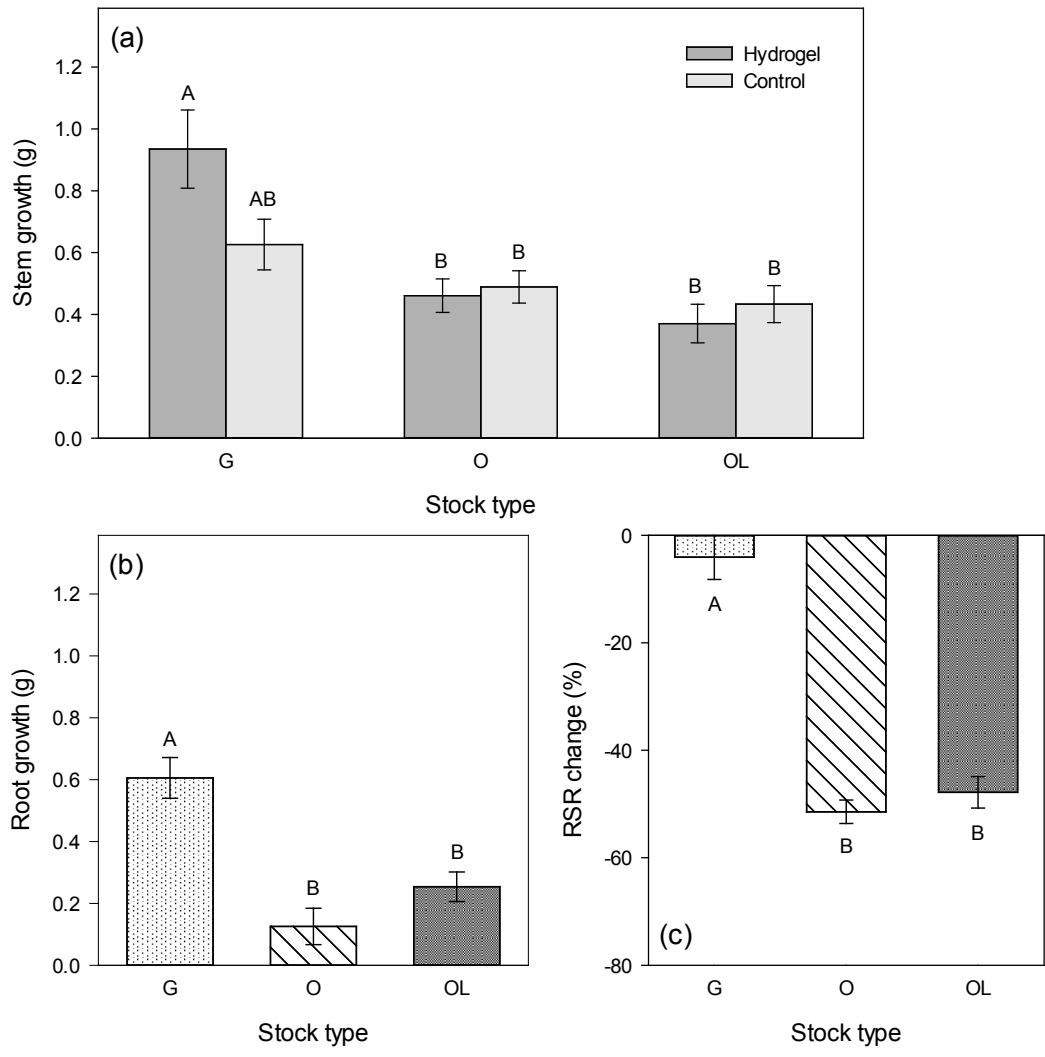 (a)
Stem growth (g)
1.2
1.0
0.8
0.6
0.4
0.2
0.0
Hydrogel
Control
A
AB
B
B
B
B
G
O
OL
Stock type
(b)
Root growth (g)
1.2
1.0
0.8
0.6
0.4
0.2
0.0
A
B
B
G
O
OL
Stock type
RSR change (%)
0
-20
-40
-60
-80
A
B
B
(c)
G
O
OL
Stock type